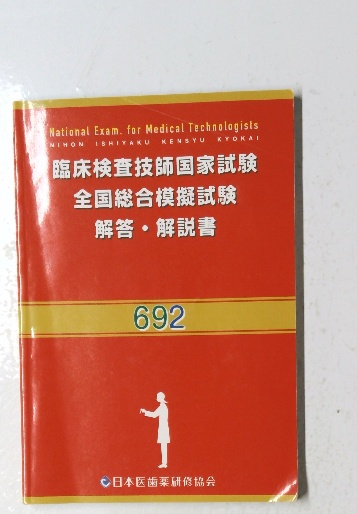 National Exam. for Medical Technologists
NIHON ISHIYAKU KENSYU KYOKAI
臨床検査技師国家試験
全国総合模擬試験
解答・解説書
692
日本医歯薬研修協会